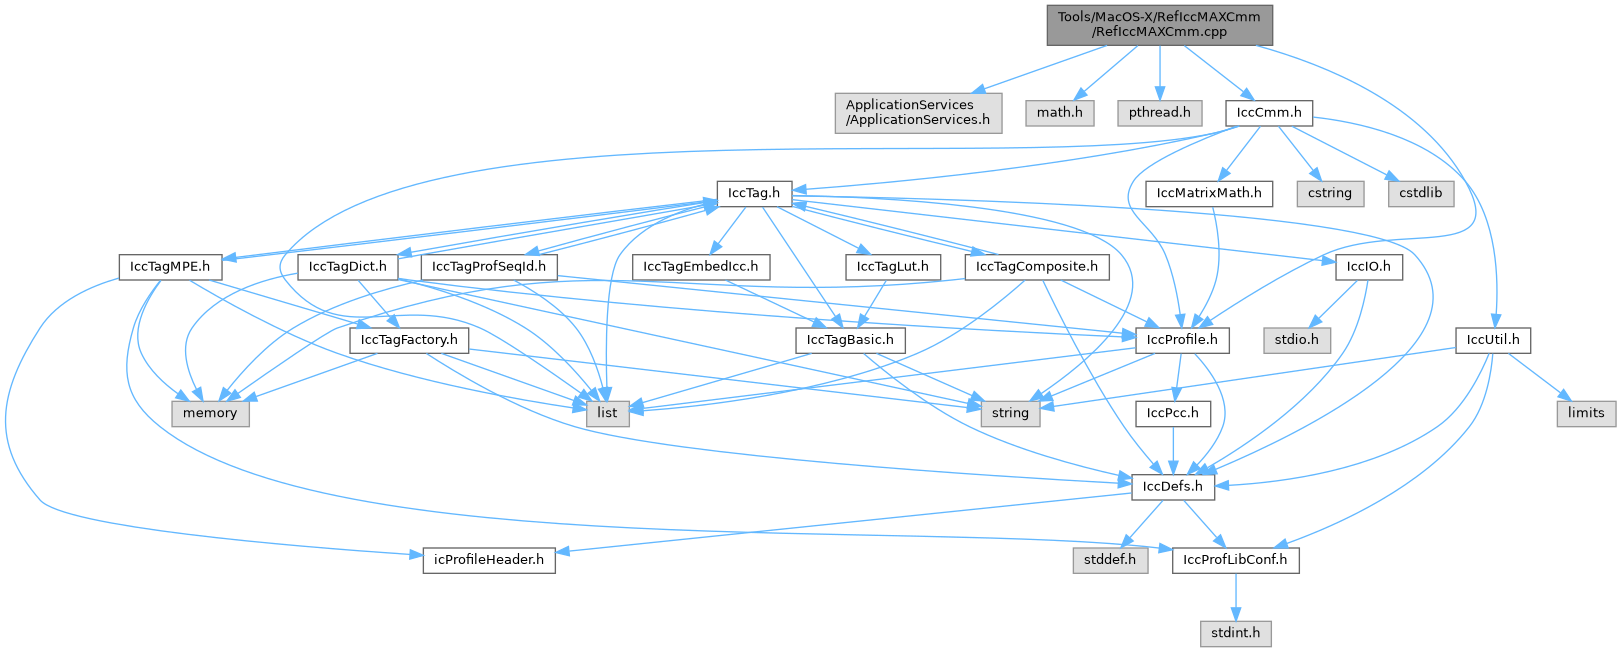 Tools/MacOS-X/RefIccMAXCmm
/RefIccMAXCmm.cpp
ApplicationServices
/ApplicationServices.h
math.h
pthread.h
IccCmm.h
IccTag.h
IccMatrixMath.h
cstring
cstdlib
IccTagMPE.h
IccTagDict.h
IccTagProfSeqId.h
IccTagEmbedIcc.h
IccTagLut.h
IccTagComposite.h
IccIO.h
IccTagFactory.h
IccTagBasic.h
IccProfile.h
stdio.h
IccUtil.h
memory
list
string
IccPcc.h
limits
IccDefs.h
icProfileHeader.h
stddef.h
IccProfLibConf.h
stdint.h